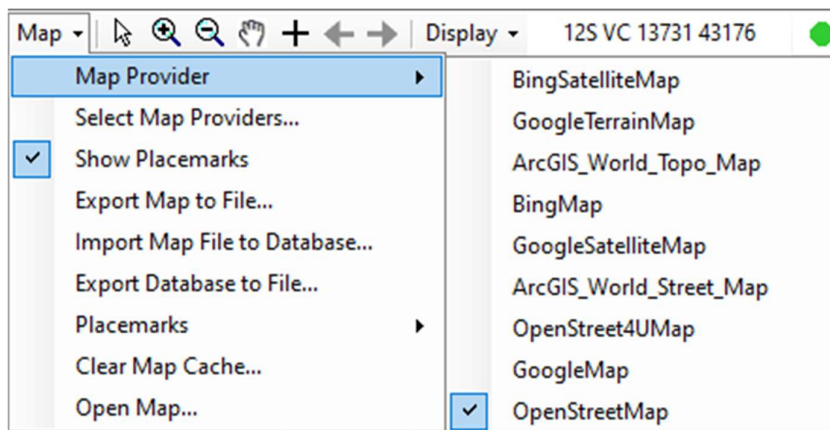 Map Display 12S VC 13731 43176
Map Provider
Select Map Providers...
Show Placemarks
Export Map to File...
Import Map File to Database...
Export Database to File...
Placemarks
Clear Map Cache...
Open Map...
BingSatelliteMap
GoogleTerrainMap
ArcGIS_World_Topo_Map
BingMap
GoogleSatelliteMap
ArcGIS_World_Street_Map
OpenStreet4UMap
GoogleMap
OpenStreetMap